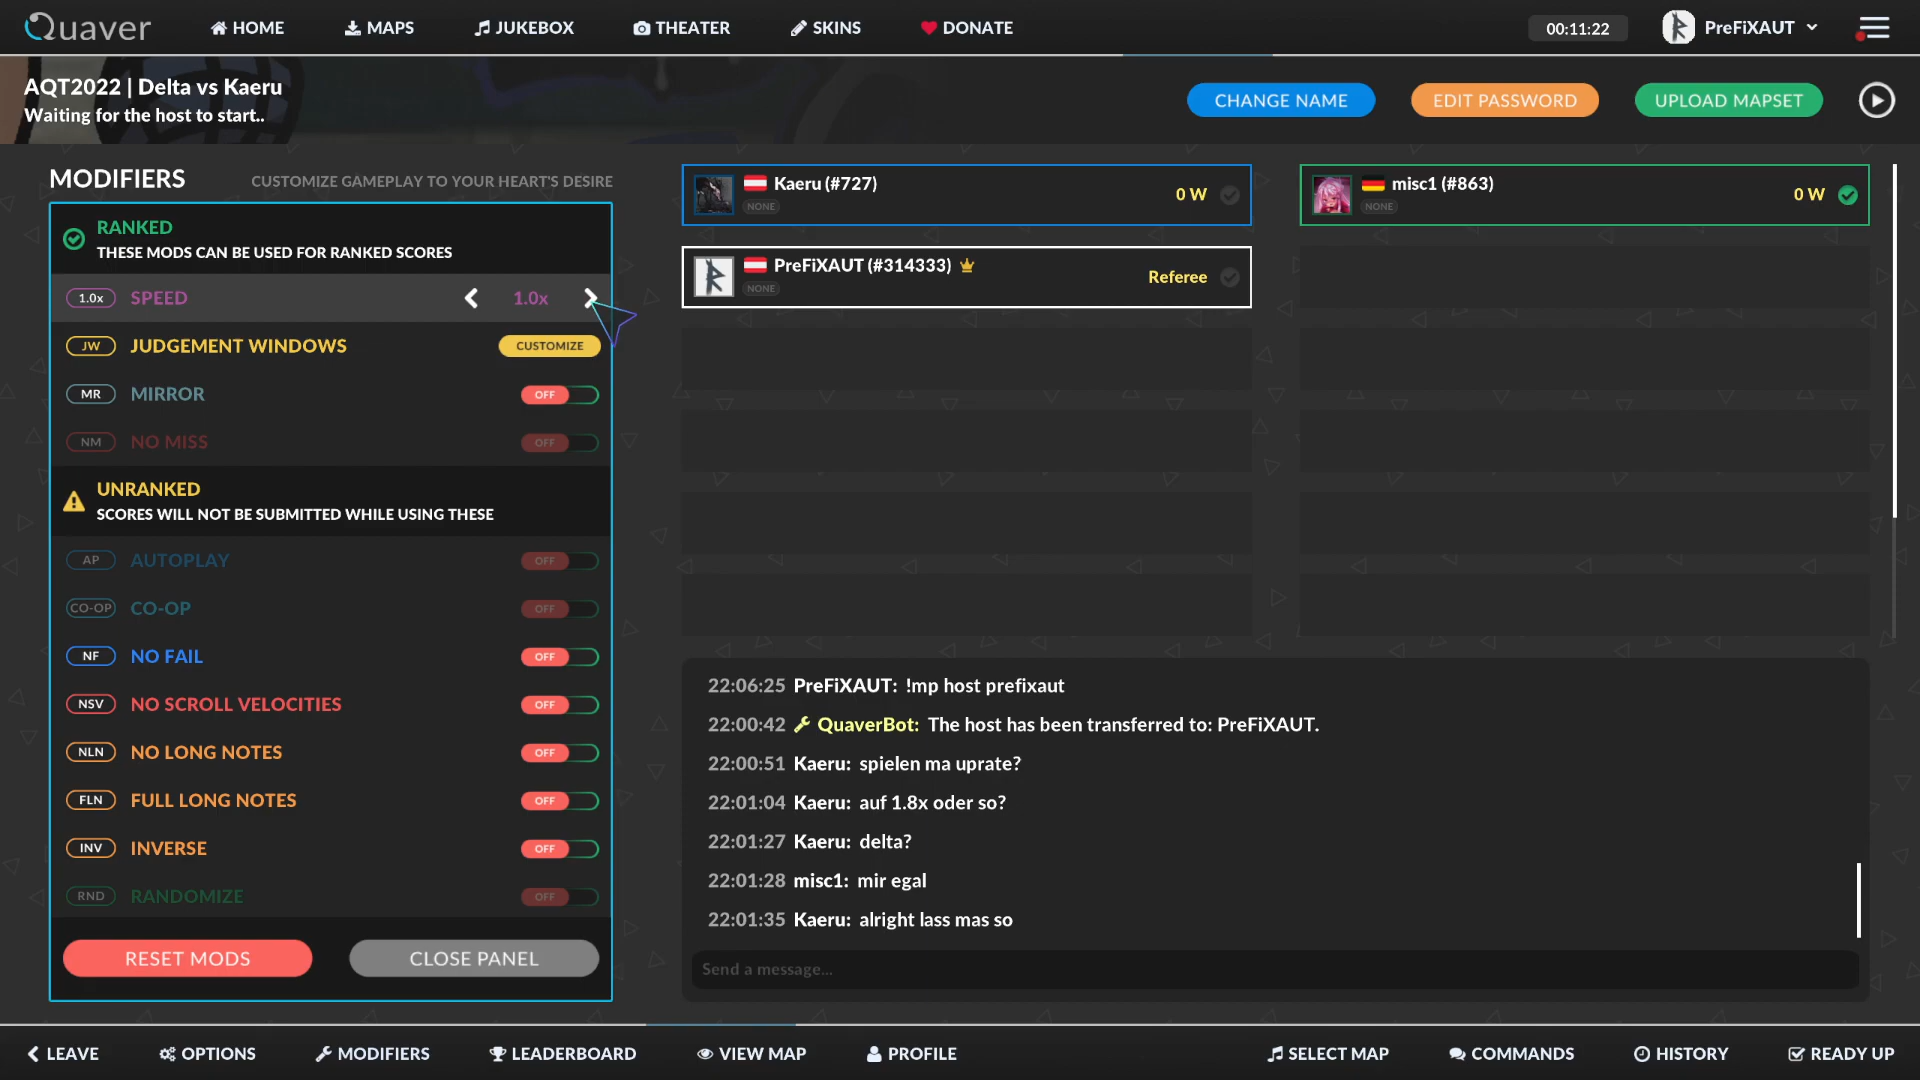 Quaver
HOME
MAPS
JUKEBOX
THEATER
SKINS
DONATE
00:11:22
PreFiXAUT
AQT2022 | Delta vs Kaeru
Waiting for the host to start..
CHANGE NAME
EDIT PASSWORD
UPLOAD MAPSET
MODIFIERS
CUSTOMIZE GAMEPLAY TO YOUR HEART'S DESIRE
RANKED
THESE MODS CAN BE USED FOR RANKED SCORES
1.0x SPEED 1.0x
JW JUDGEMENT WINDOWS CUSTOMIZE
MR MIRROR OFF
NM NO MISS OFF
UNRANKED
SCORES WILL NOT BE SUBMITTED WHILE USING THESE
AP AUTOPLAY OFF
CO-OP CO-OP OFF
NF NO FAIL OFF
NSV NO SCROLL VELOCITIES OFF
NLN NO LONG NOTES OFF
FLN FULL LONG NOTES OFF
INV INVERSE OFF
RND RANDOMIZE OFF
RESET MODS
CLOSE PANEL
Kaeru (#727)
NONE
0 W
misc1 (#863)
NONE
0 W
PreFiXAUT (#314333)
NONE
Referee
22:06:25 PreFiXAUT: !mp host prefixaut
22:00:42 QuaverBot: The host has been transferred to: PreFiXAUT.
22:00:51 Kaeru: spielen ma uprate?
22:01:04 Kaeru: auf 1.8x oder so?
22:01:27 Kaeru: delta?
22:01:28 misc1: mir egal
22:01:35 Kaeru: alright lass mas so
Send a message...
LEAVE
OPTIONS
MODIFIERS
LEADERBOARD
VIEW MAP
PROFILE
SELECT MAP
COMMANDS
HISTORY
READY UP